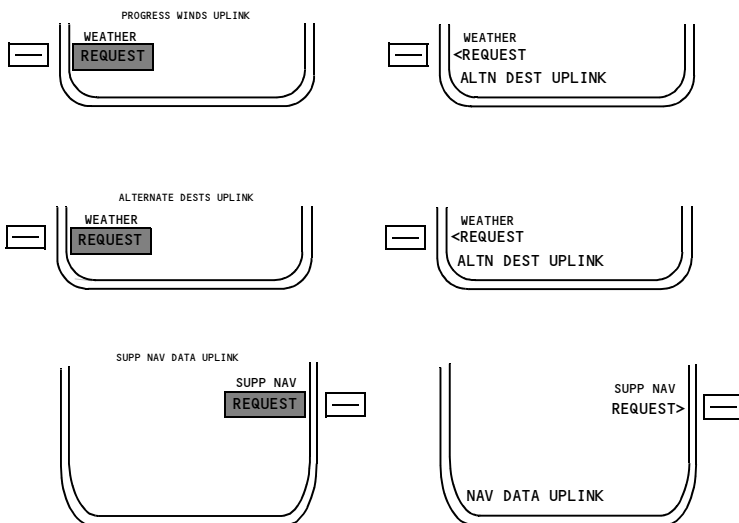 PROGRESS WINDS UPLINK
WEATHER
REQUEST
WEATHER
<REQUEST
ALTN DEST UPLINK
ALTERNATE DESTS UPLINK
WEATHER
REQUEST
WEATHER
<REQUEST
ALTN DEST UPLINK
SUPP NAV DATA UPLINK
SUPP NAV
REQUEST
SUPP NAV
REQUEST>
NAV DATA UPLINK